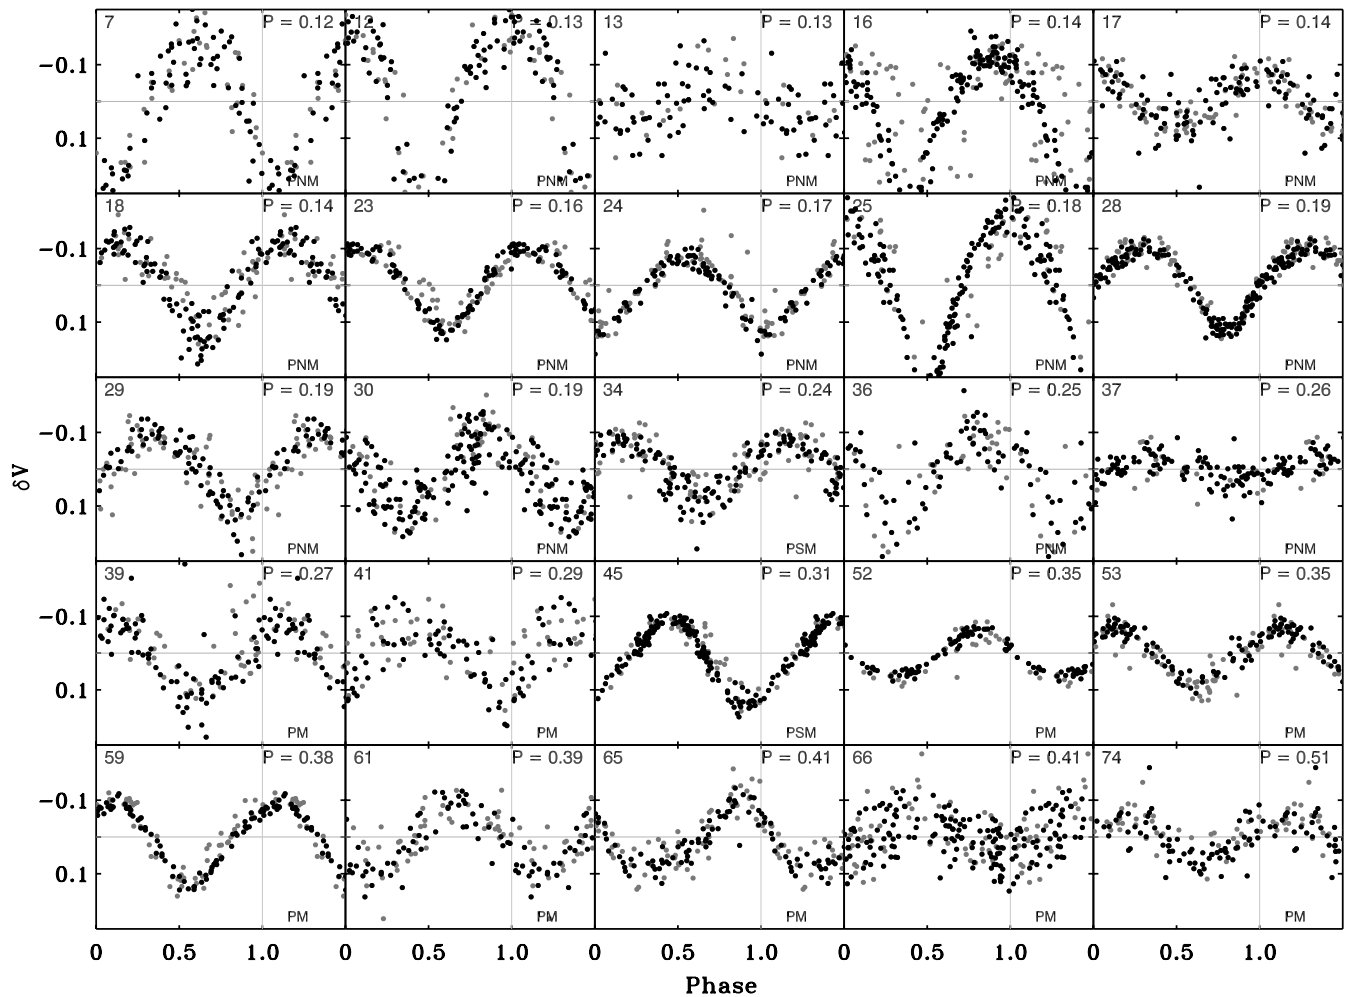 7 P = 0.12 12 P = 0.13 13 P = 0.13 16 P = 0.14 17 P = 0.14
−0.1
0.1
PNM PNM PNM PNM PNM
18 P = 0.14 23 P = 0.16 24 P = 0.17 25 P = 0.18 28 P = 0.19
−0.1
0.1
PNM PNM PNM PNM PNM
29 P = 0.19 30 P = 0.19 34 P = 0.24 36 P = 0.25 37 P = 0.26
−0.1
δV
0.1
PNM PNM PSM PNM PNM
39 P = 0.27 41 P = 0.29 45 P = 0.31 52 P = 0.35 53 P = 0.35
−0.1
0.1
PM PM PSM PM PM
59 P = 0.38 61 P = 0.39 65 P = 0.41 66 P = 0.41 74 P = 0.51
−0.1
0.1
PM PM PM PM PM
0 0.5 1.0 0 0.5 1.0 0 0.5 1.0 0 0.5 1.0 0 0.5 1.0
Phase